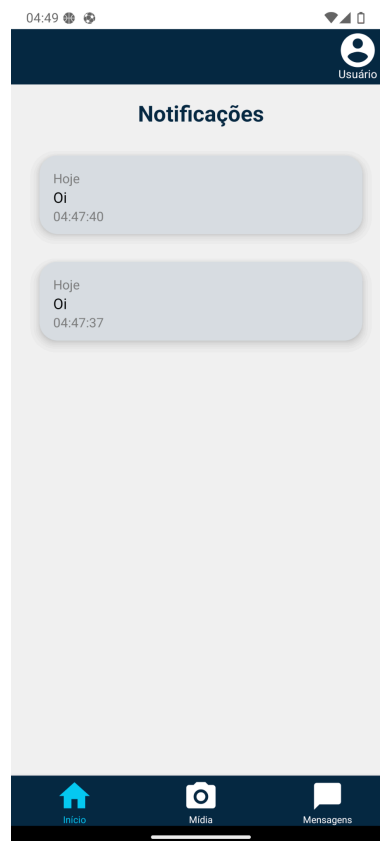 04:49
Usuário
Notificações
Hoje
Oi
04:47:40
Hoje
Oi
04:47:37
Início
Mídia
Mensagens